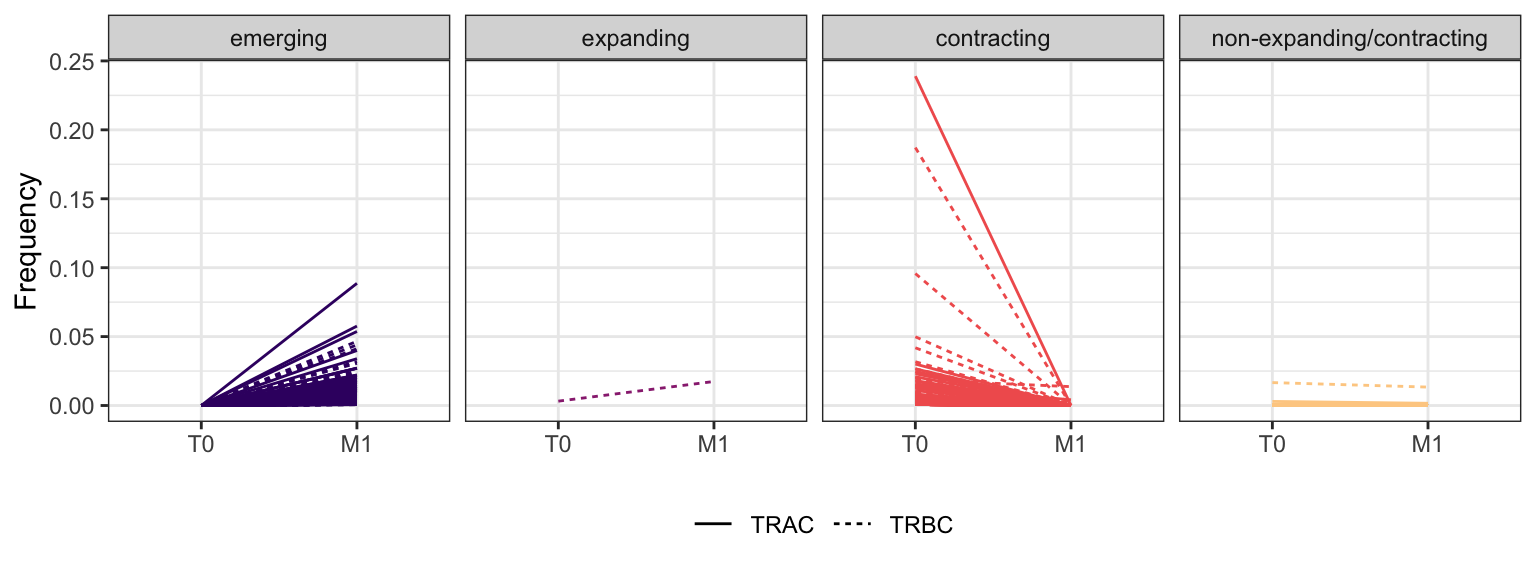 emerging expanding contracting non-expanding/contracting
Frequency
0.25
0.20
0.15
0.10
0.05
0.00
T0 M1 T0 M1 T0 M1 T0 M1
TRAC TRBC